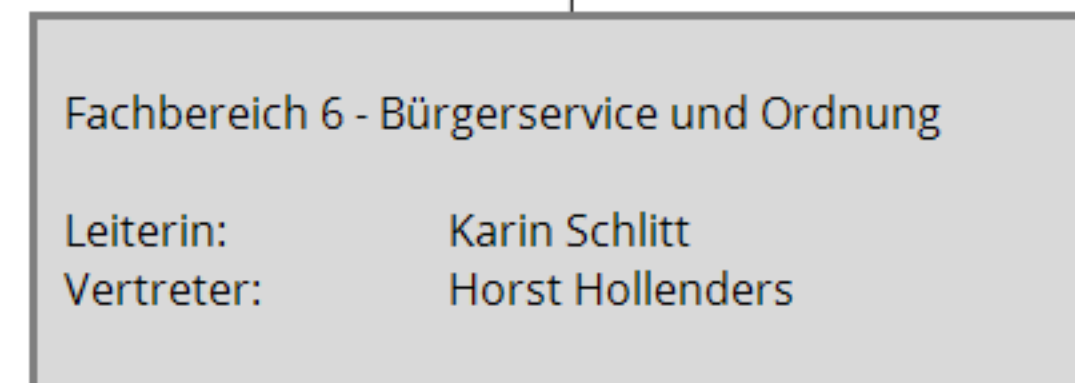 Fachbereich 6 - Bürgerservice und Ordnung
Leiterin: Karin Schlitt
Vertreter: Horst Hollenders